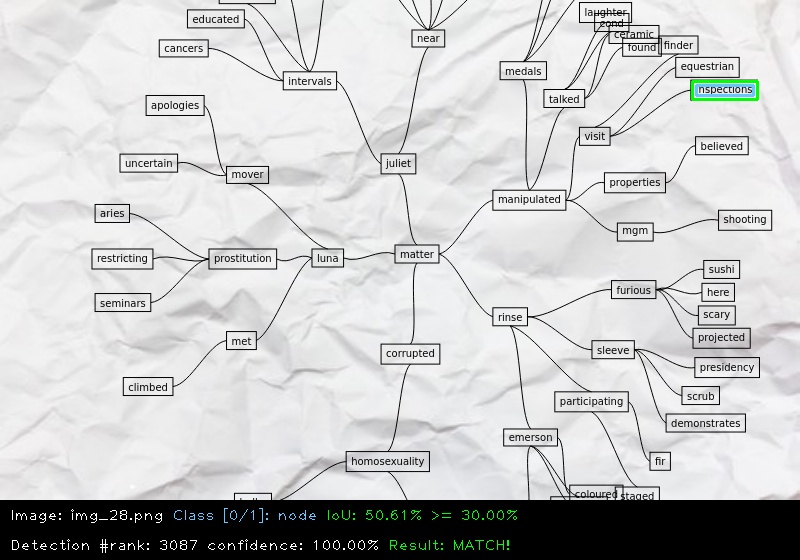 laughter
cond
educated
ceramic
near
finder
found
cancers
equestrian
medals
intervals
nspections
talked
apologies
visit
believed
uncertain
juliet
mover
properties
manipulated
aries
shooting
mgm
matter
restricting
prostitution
luna
sushi
furious
here
seminars
scary
rinse
projected
met
sleeve
corrupted
presidency
climbed
scrub
participating
demonstrates
emerson
homosexuality
fir
coloured
staged
Image: img_28.png Class [0/1]: node IoU: 50.61% >= 30.00%
Detection #rank: 3087 confidence: 100.00% Result: MATCH!